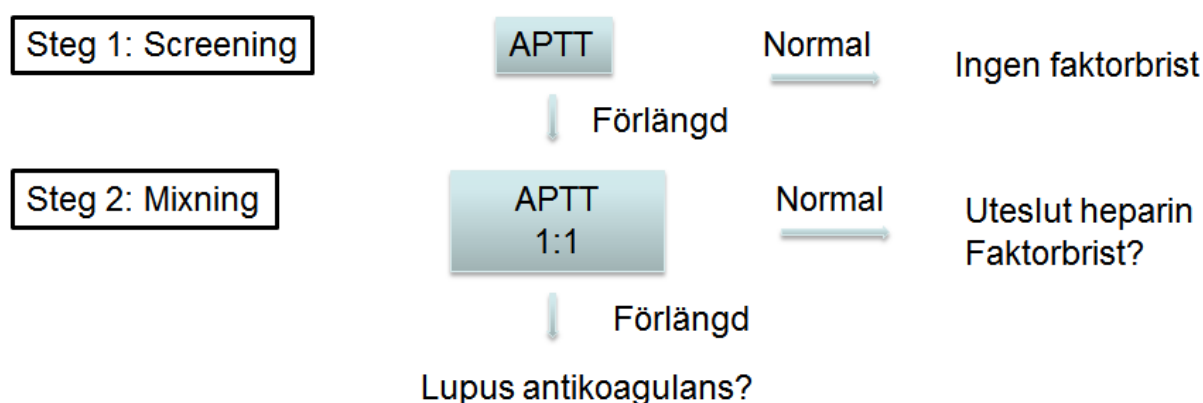 Steg 1: Screening
APTT
Normal
Ingen faktorbrist
Förlängd
Steg 2: Mixning
APTT
1:1
Normal
Uteslut heparin
Faktorbrist?
Förlängd
Lupus antikoagulans?